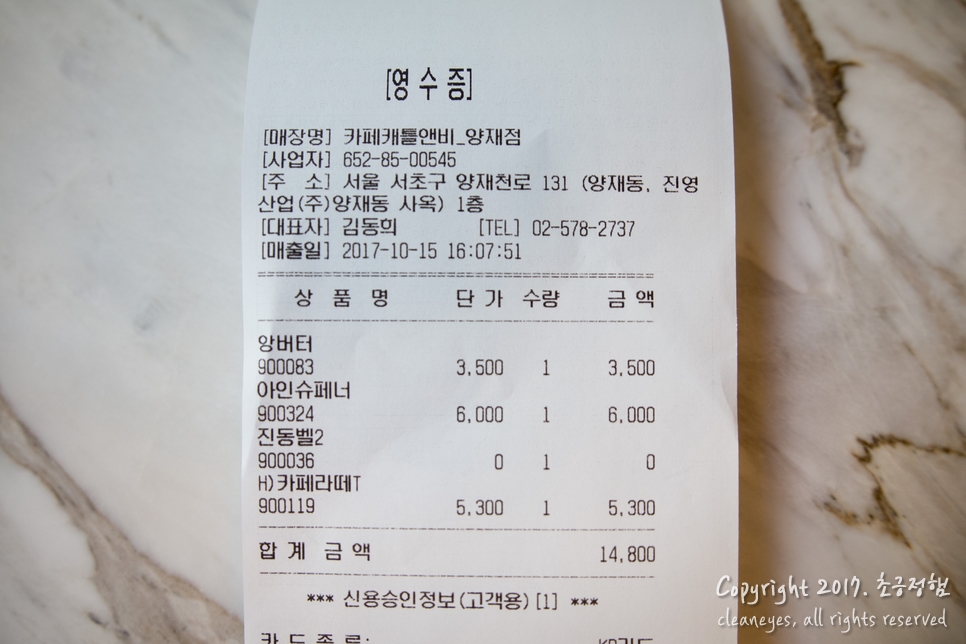 [영 수 증]
[매장명] 카페캐틀앤비_양재점
[사업자] 652-85-00545
[주 소] 서울 서초구 양재천로 131 (양재동, 진영
산업(주)양재동 사옥) 1층
[대표자] 김동희 [TEL] 02-578-2737
[매출일] 2017-10-15 16:07:51
상 품 명 단 가 수량 금 액
앙버터
900083 3,500 1 3,500
아인슈페너
900324 6,000 1 6,000
진동벨2
900036 0 1 0
H)카페라떼T
900119 5,300 1 5,300
합 계 금 액 14,800
*** 신용승인정보(고객용)[1] ***
카드종류:
Copyright 2017. 초긍정햄
cleaneyes, all rights reserved